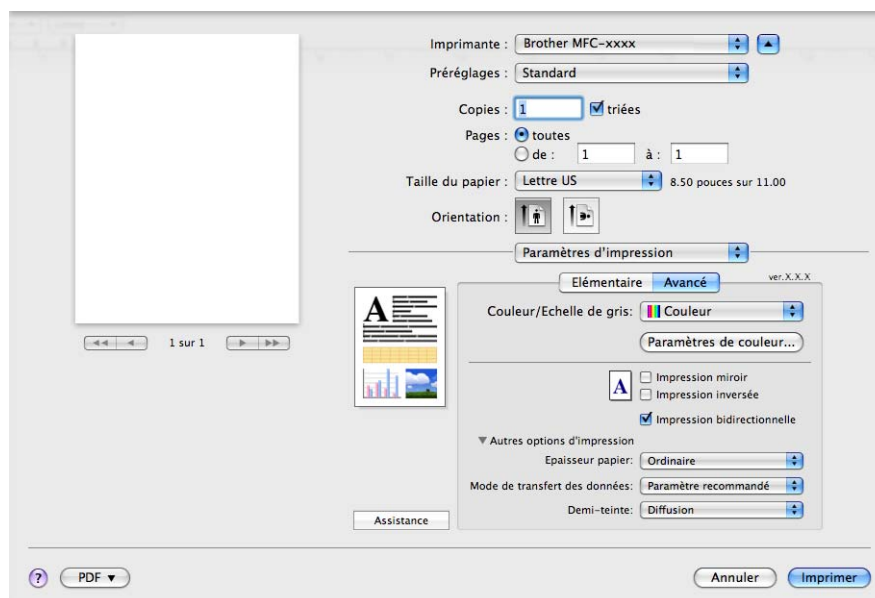 Imprimante : Brother MFC-xxxx
Préréglages : Standard
Copies : 1 triées
Pages : toutes
de : 1 à : 1
Taille du papier : Lettre US 8.50 pouces sur 11.00
Orientation :
Paramètres d'impression
Elémentaire Avancé ver.X.X.X
A
Couleur/Echelle de gris: Couleur
1 sur 1
Paramètres de couleur...
A
Impression miroir
Impression inversée
Impression bidirectionnelle
Autres options d'impression
Epaisseur papier: Ordinaire
Mode de transfert des données: Paramètre recommandé
Demi-teinte: Diffusion
Assistance
? PDF Annuler Imprimer